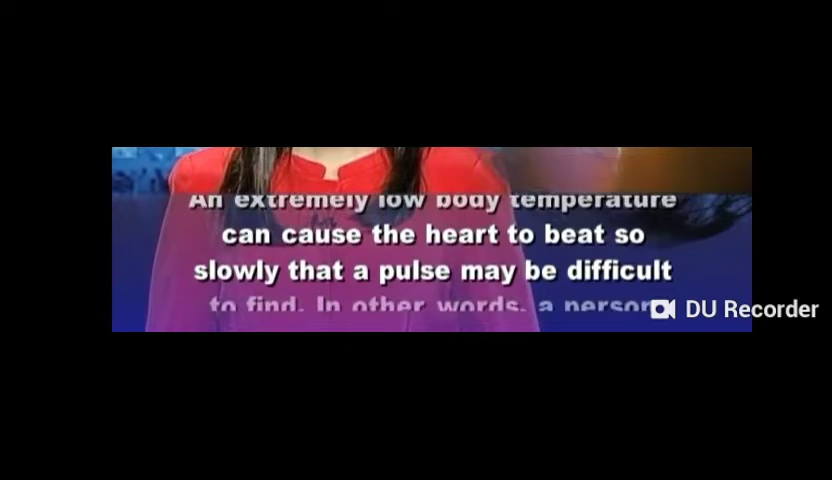 An extremely low body temperature
can cause the heart to beat so
slowly that a pulse may be difficult
to find. In other words, a person
DU Recorder